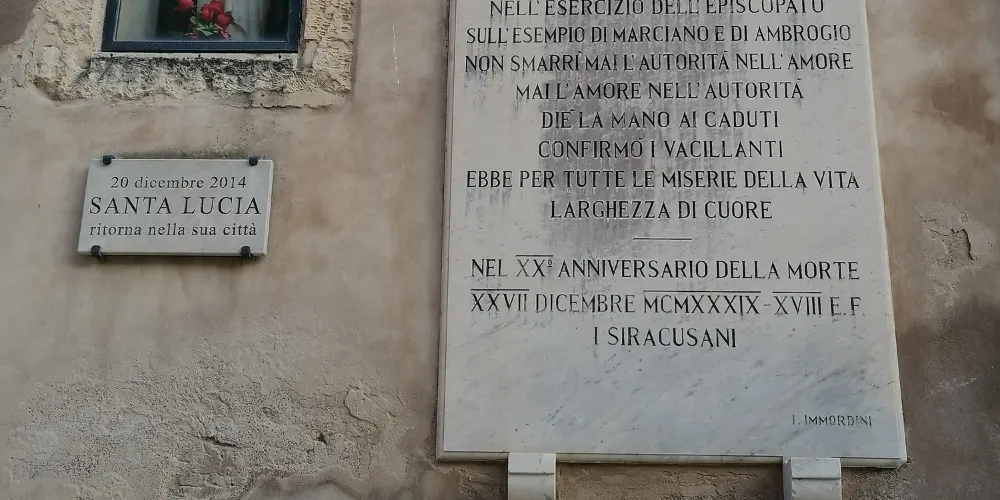 20 dicembre 2014
SANTA LUCIA
ritorna nella sua città
NELL'ESERCIZIO DELL'EPISCOPATO
SULL'ESEMPIO DI MARCIANO E DI AMBROGIO
NON SMARRÌ MAI L'AUTORITÀ NELL'AMORE
MAI L'AMORE NELL'AUTORITÀ
DIÈ LA MANO AI CADUTI
CONFIRMÒ I VACILLANTI
EBBE PER TUTTE LE MISERIE DELLA VITA
LARGHEZZA DI CUORE
NEL XXº ANNIVERSARIO DELLA MORTE
XXVII DICEMBRE MCMXXXIX-XVIII E.F.
I SIRACUSANI
I. IMMORDINI